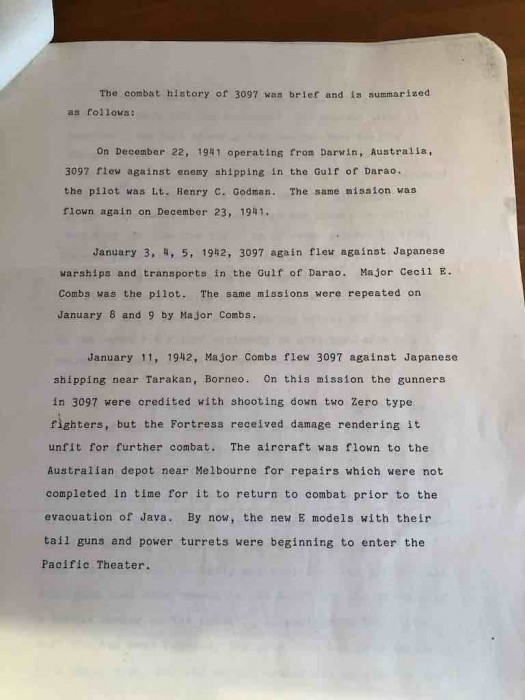 The combat history of 3097 was brief and is summarized
as follows:
On December 22, 1941 operating from Darwin, Australia,
3097 flew against enemy shipping in the Gulf of Darao.
the pilot was Lt. Henry C. Godman. The same mission was
flown again on December 23, 1941.
January 3, 4, 5, 1942, 3097 again flew against Japanese
warships and transports in the Gulf of Darao. Major Cecil E.
Combs was the pilot. The same missions were repeated on
January 8 and 9 by Major Combs.
January 11, 1942, Major Combs flew 3097 against Japanese
shipping near Tarakan, Borneo. On this mission the gunners
in 3097 were credited with shooting down two Zero type
fighters, but the Fortress received damage rendering it
unfit for further combat. The aircraft was flown to the
Australian depot near Melbourne for repairs which were not
completed in time for it to return to combat prior to the
evacuation of Java. By now, the new E models with their
tail guns and power turrets were beginning to enter the
Pacific Theater.